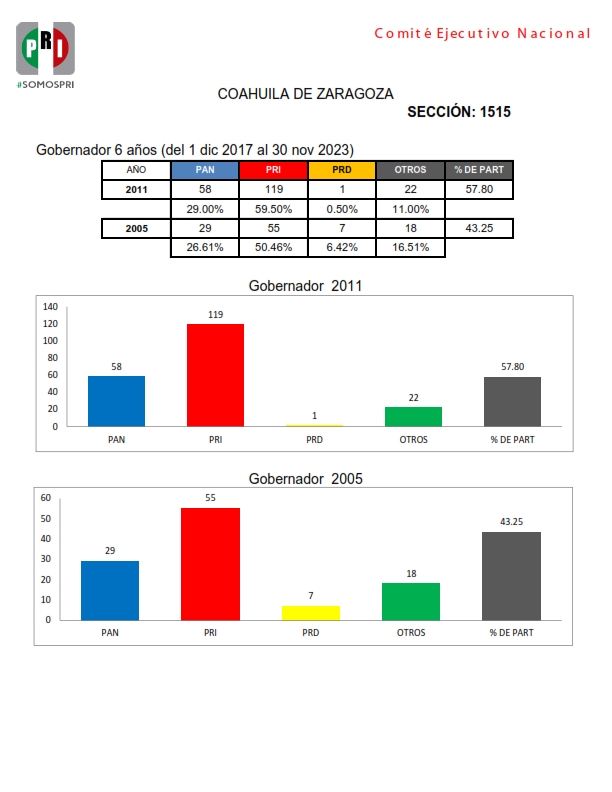 Comité Ejecutivo Nacional
PRI
#SOMOSPRI
COAHUILA DE ZARAGOZA
SECCIÓN: 1515
Gobernador 6 años (del 1 dic 2017 al 30 nov 2023)
AÑO PAN PRI PRD OTROS % DE PART
2011 58 119 1 22 57.80
29.00% 59.50% 0.50% 11.00%
2005 29 55 7 18 43.25
26.61% 50.46% 6.42% 16.51%
Gobernador 2011
140
120
100
80
60
40
20
0
58
119
1
22
57.80
PAN PRI PRD OTROS % DE PART
Gobernador 2005
60
50
40
30
20
10
0
29
55
7
18
43.25
PAN PRI PRD OTROS % DE PART